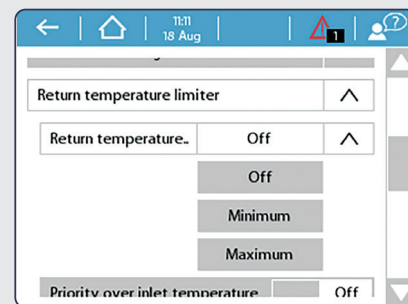 11:11
18 Aug
1
?
Return temperature limiter
Return temperature..
Off
Off
Minimum
Maximum
Priority over inlet temperature
Off